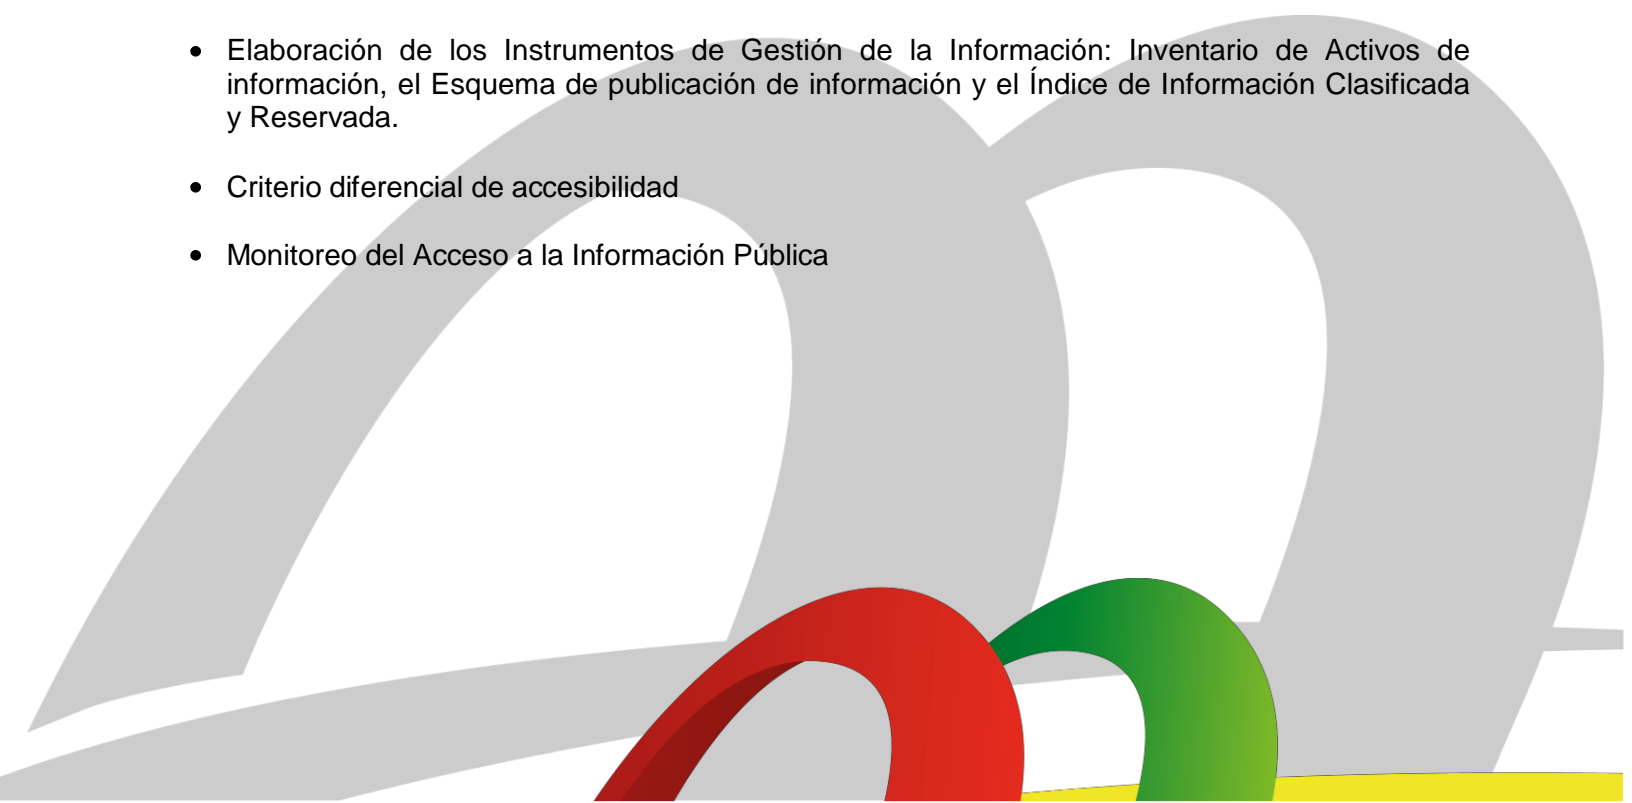 • Elaboración de los Instrumentos de Gestión de la Información: Inventario de Activos de
información, el Esquema de publicación de información y el Índice de Información Clasificada
y Reservada.
• Criterio diferencial de accesibilidad
• Monitoreo del Acceso a la Información Pública